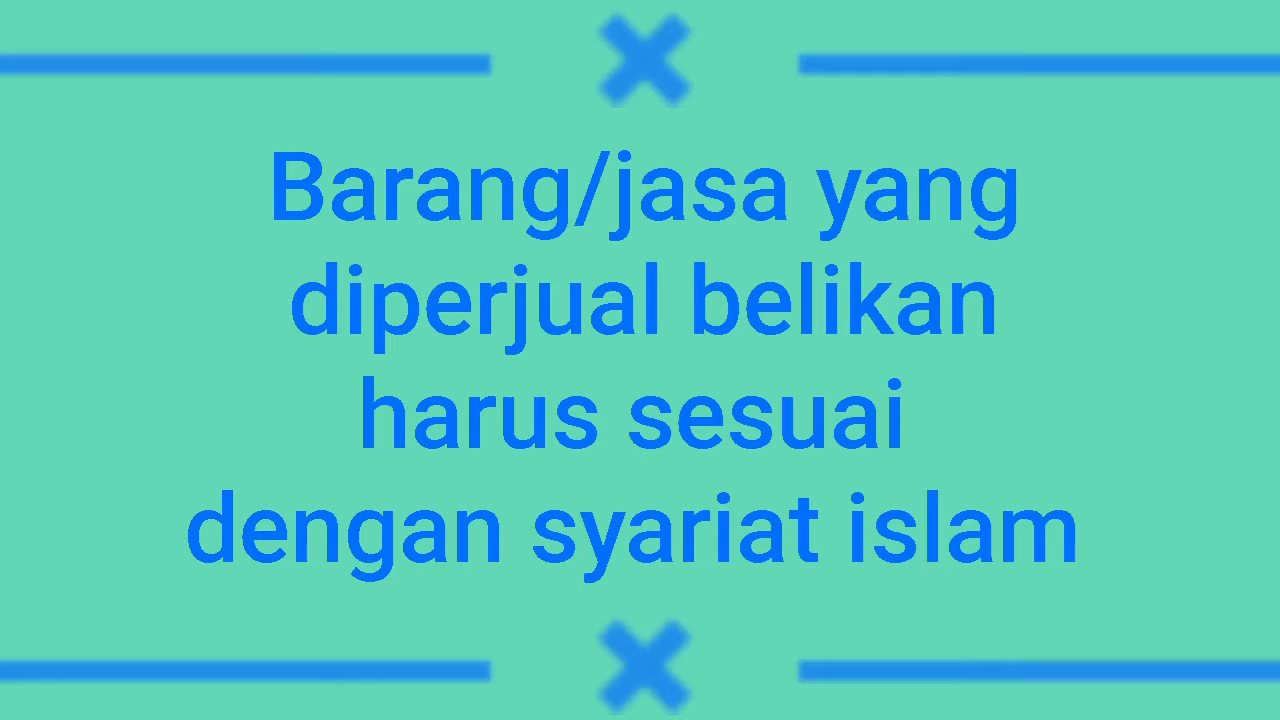 Barang/jasa yang
diperjual belikan
harus sesuai
dengan syariat islam